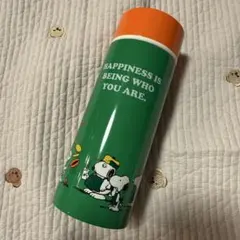 HAPPINESS IS
BEING WHO
YOU ARE.